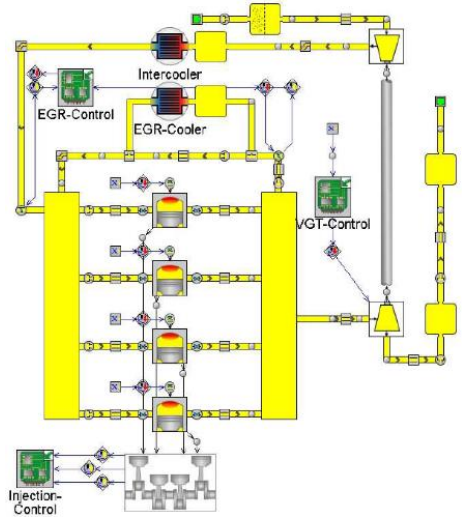 Intercooler
EGR-Control
EGR-Cooler
VGT-Control
Injection-
Control